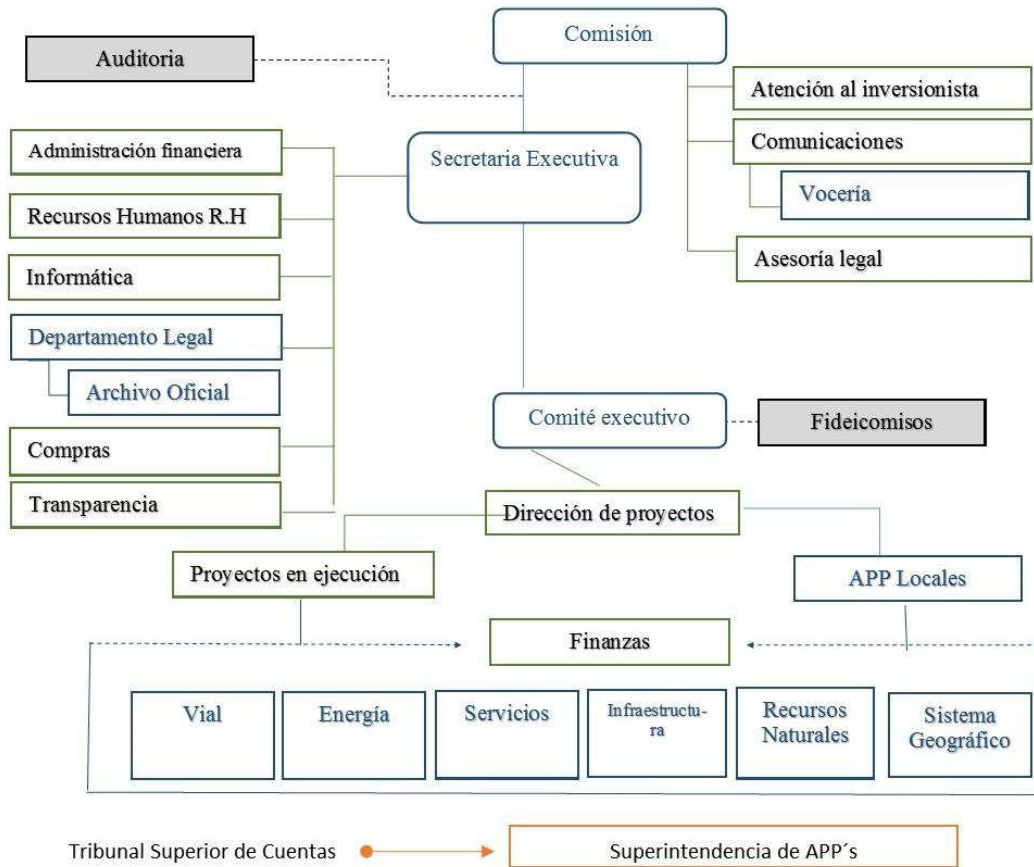 Comisión
Auditoria
Atención al inversionista
Administración financiera
Secretaria Executiva
Comunicaciones
Vocería
Recursos Humanos R.H
Asesoría legal
Informática
Departamento Legal
Archivo Oficial
Comité executivo
Fideicomisos
Compras
Transparencia
Dirección de proyectos
Proyectos en ejecución
APP Locales
Finanzas
Vial
Energía
Servicios
Infraestructu-
ra
Recursos
Naturales
Sistema
Geográfico
Tribunal Superior de Cuentas
Superintendencia de APP´s